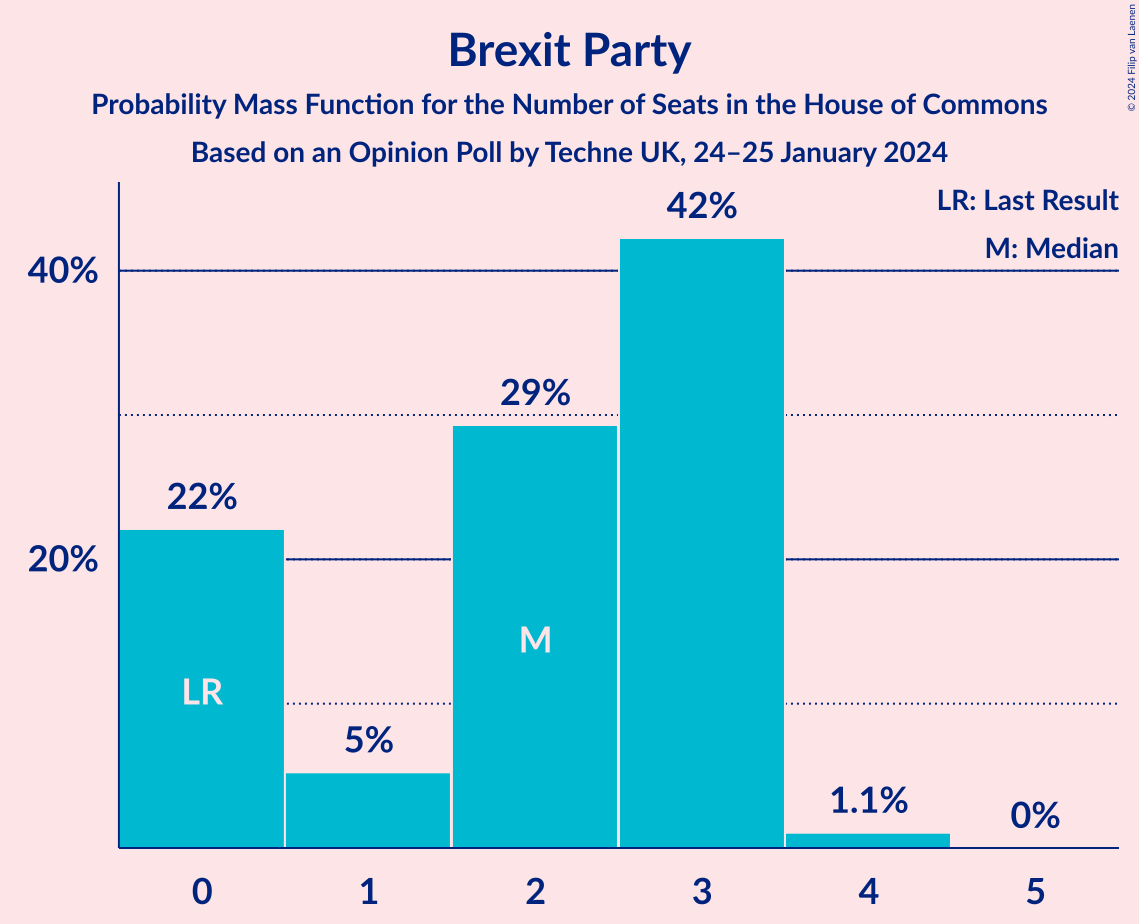 Brexit Party
Probability Mass Function for the Number of Seats in the House of Commons
Based on an Opinion Poll by Techne UK, 24–25 January 2024
© 2024 Filip van Laenen
LR: Last Result
M: Median
40%
20%
22%
5%
29%
42%
1.1%
0%
LR
M
0
1
2
3
4
5